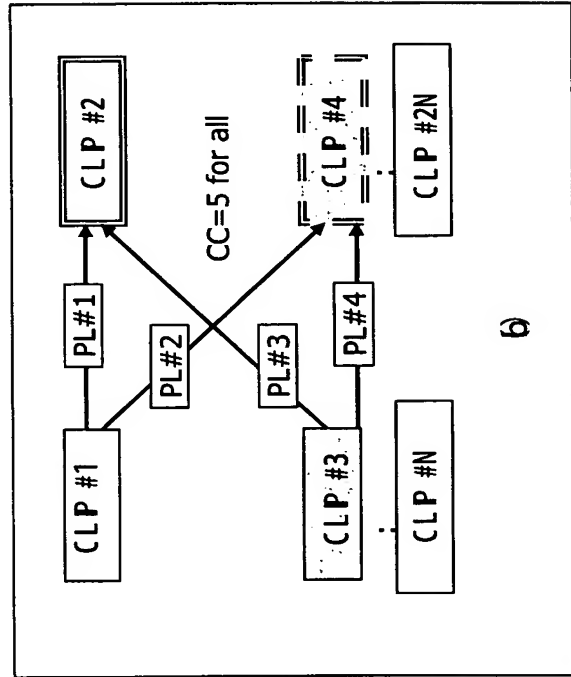 CLP #1
PL#1
CLP #2
PL#2
CC=5 for all
PL#3
CLP #3
PL#4
CLP #4
CLP #N
CLP #2N
b)